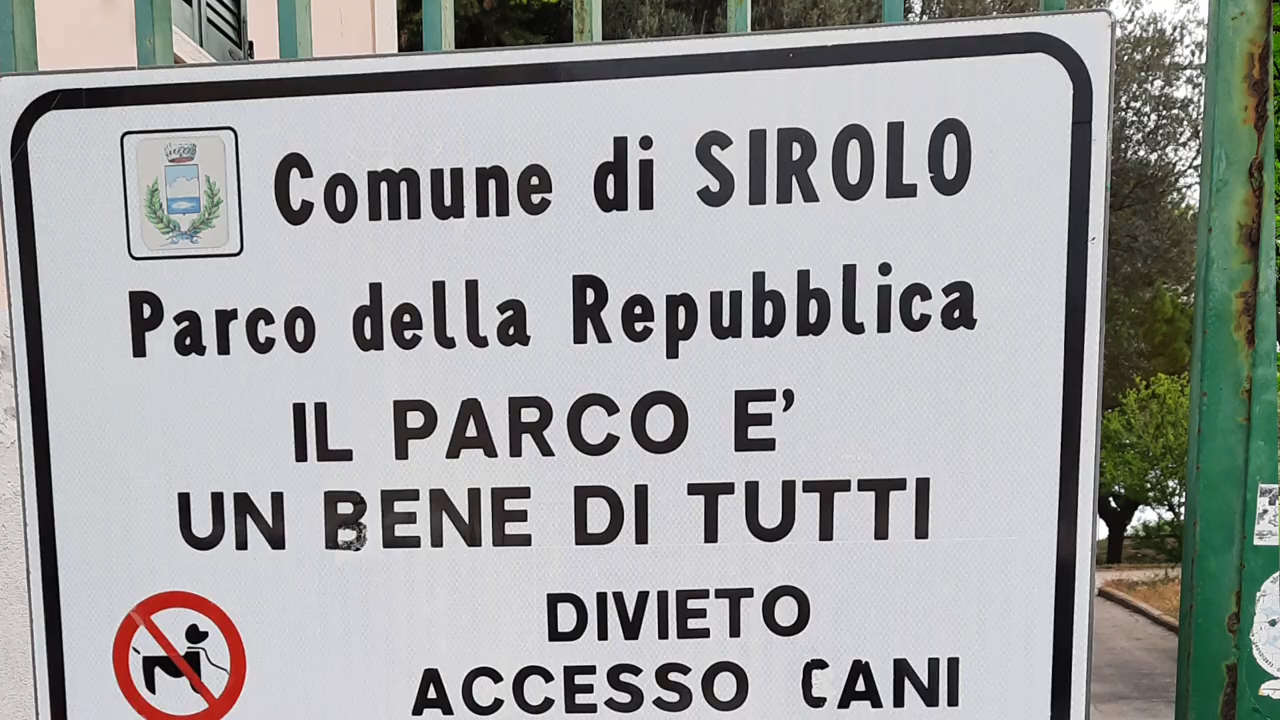 Comune di SIROLO
Parco della Repubblica
IL PARCO E'
UN BENE DI TUTTI
DIVIETO
ACCESSO CANI